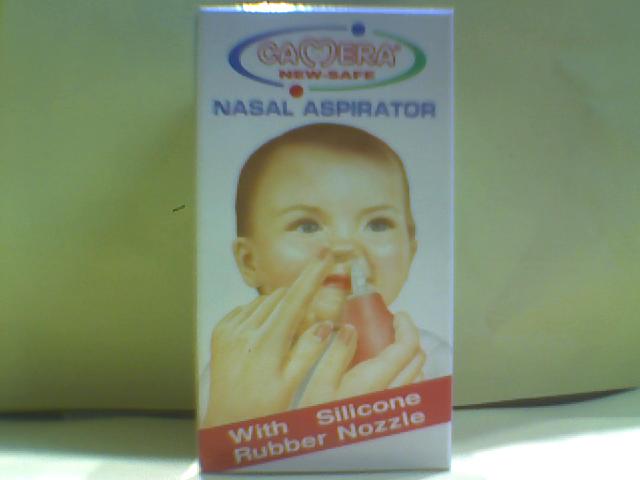 CAMERA®
NEW-SAFE
NASAL ASPIRATOR
With Silicone
Rubber Nozzle